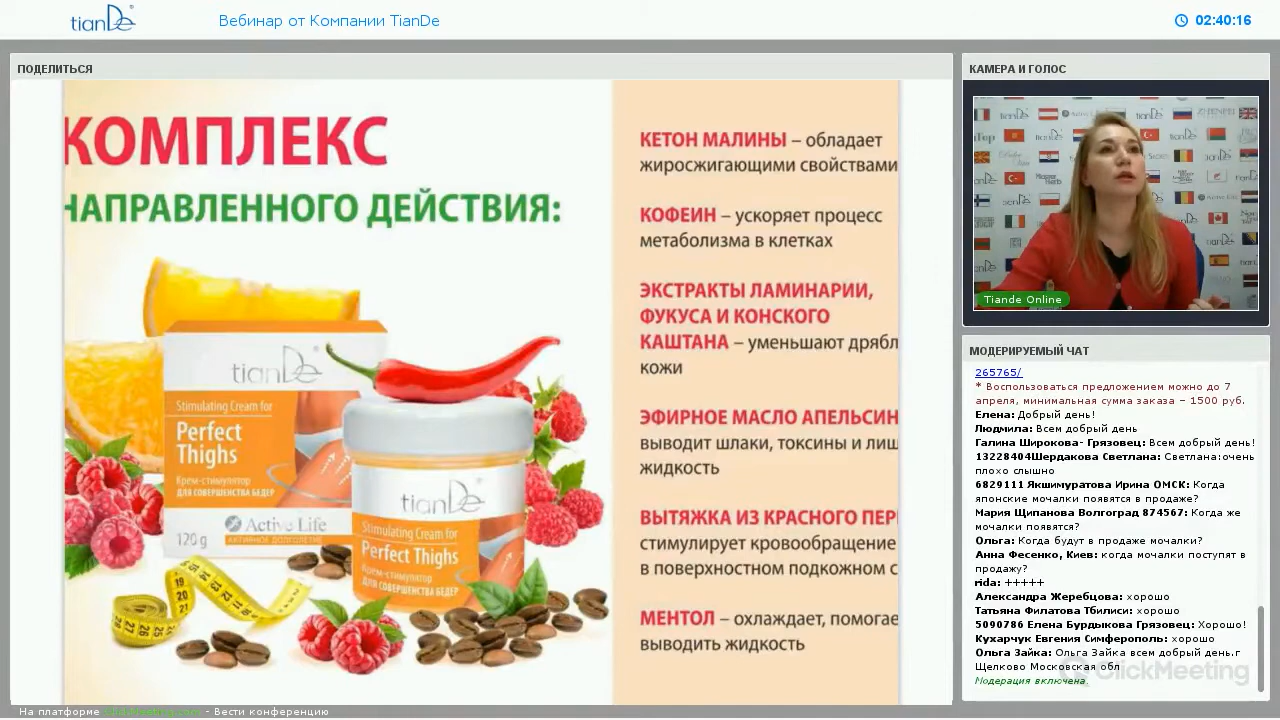 tianDe
Вебинар от Компании TianDe
02:40:16
ПОДЕЛИТЬСЯ
КОМПЛЕКС
НАПРАВЛЕННОГО ДЕЙСТВИЯ:
tianDe
Stimulating Cream for
Perfect
Thighs
Крем-стимулятор
ДЛЯ СОВЕРШЕНСТВА БЕДЕР
Active Life
АКТИВНОЕ ДОЛГОЛЕТИЕ
120 g
tianDe
Stimulating Cream for
Perfect Thighs
Крем-стимулятор
ДЛЯ СОВЕРШЕНСТВА БЕДЕР
КЕТОН МАЛИНЫ – обладает
жиросжигающими свойствами
КОФЕИН – ускоряет процесс
метаболизма в клетках
ЭКСТРАКТЫ ЛАМИНАРИИ,
ФУКУСА И КОНСКОГО
КАШТАНА – уменьшают дрябл
кожи
ЭФИРНОЕ МАСЛО АПЕЛЬСИН
выводит шлаки, токсины и лиш
жидкость
ВЫТЯЖКА ИЗ КРАСНОГО ПЕР
стимулирует кровообращение
в поверхностном подкожном с
МЕНТОЛ – охлаждает, помогае
выводить жидкость
КАМЕРА И ГОЛОС
Tiande Online
МОДЕРИРУЕМЫЙ ЧАТ
265765/
* Воспользоваться предложением можно до 7
апреля, минимальная сумма заказа – 1500 руб.
Елена: Добрый день!
Людмила: Всем добрый день
Галина Широкова- Грязовец: Всем добрый день!
13228404Шердакова Светлана: Светлана:очень
плохо слышно
6829111 Якшимуратова Ирина ОМСК: Когда
японские мочалки появятся в продаже?
Мария Щипанова Волгоград 874567: Когда же
мочалки появятся?
Ольга: Когда будут в продаже мочалки?
Анна Фесенко, Киев: когда мочалки поступят в
продажу?
rida: +++++
Александра Жеребцова: хорошо
Татьяна Филатова Тбилиси: хорошо
5090786 Елена Бурдыкова Грязовец: Хорошо!
Кухарчук Евгения Симферополь: хорошо
Ольга Зайка: Ольга Зайка всем добрый день.г
Щелково Московская обл
Модерация включена.
ClickMeeting
На платформе - Вести конференцию